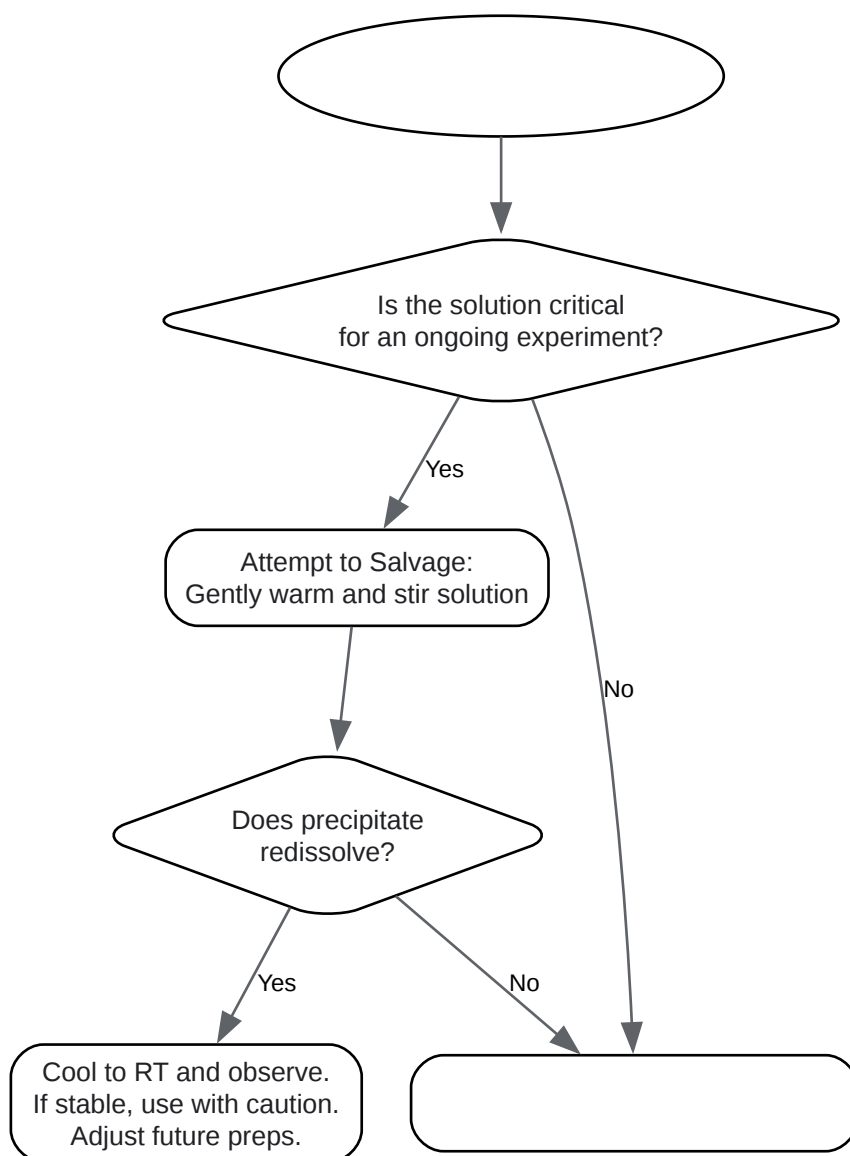 Is the solution critical
for an ongoing experiment?
Yes
Attempt to Salvage:
Gently warm and stir solution
No
Does precipitate
redissolve?
Yes
No
Cool to RT and observe.
If stable, use with caution.
Adjust future preps.